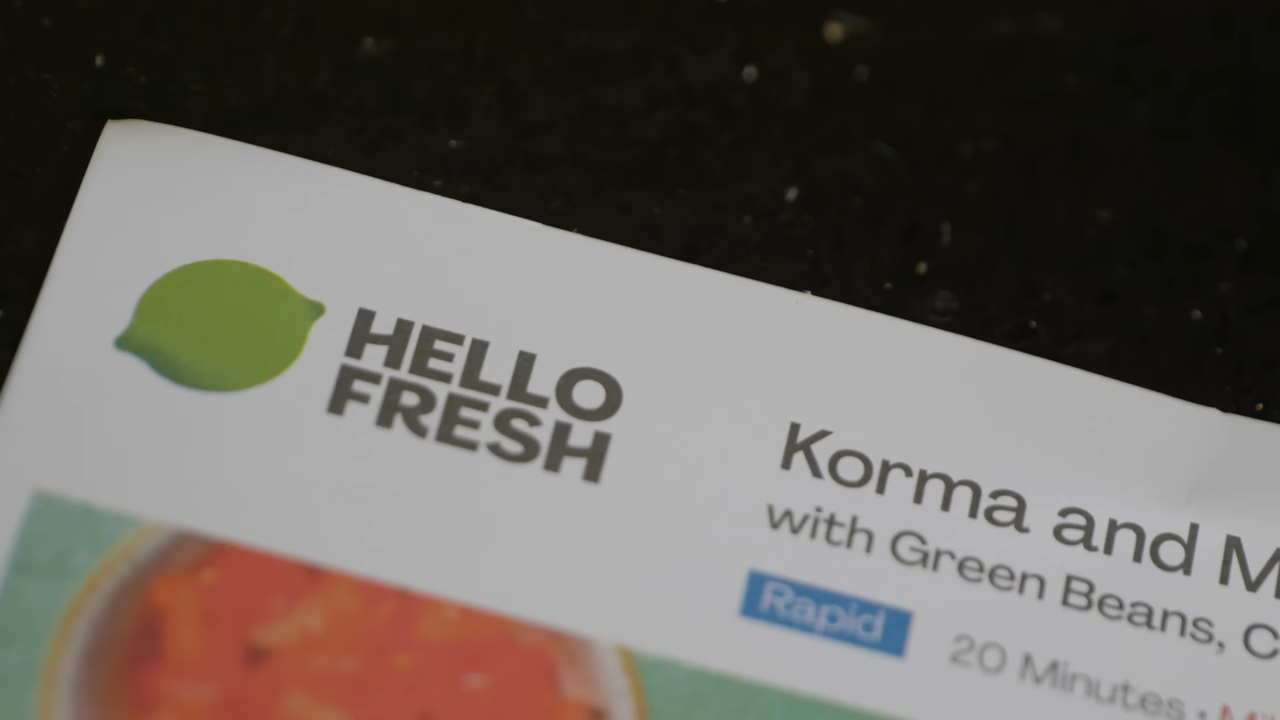 HELLO
FRESH
Korma and M
with Green Beans, C
Rapid
20 Minutes ·